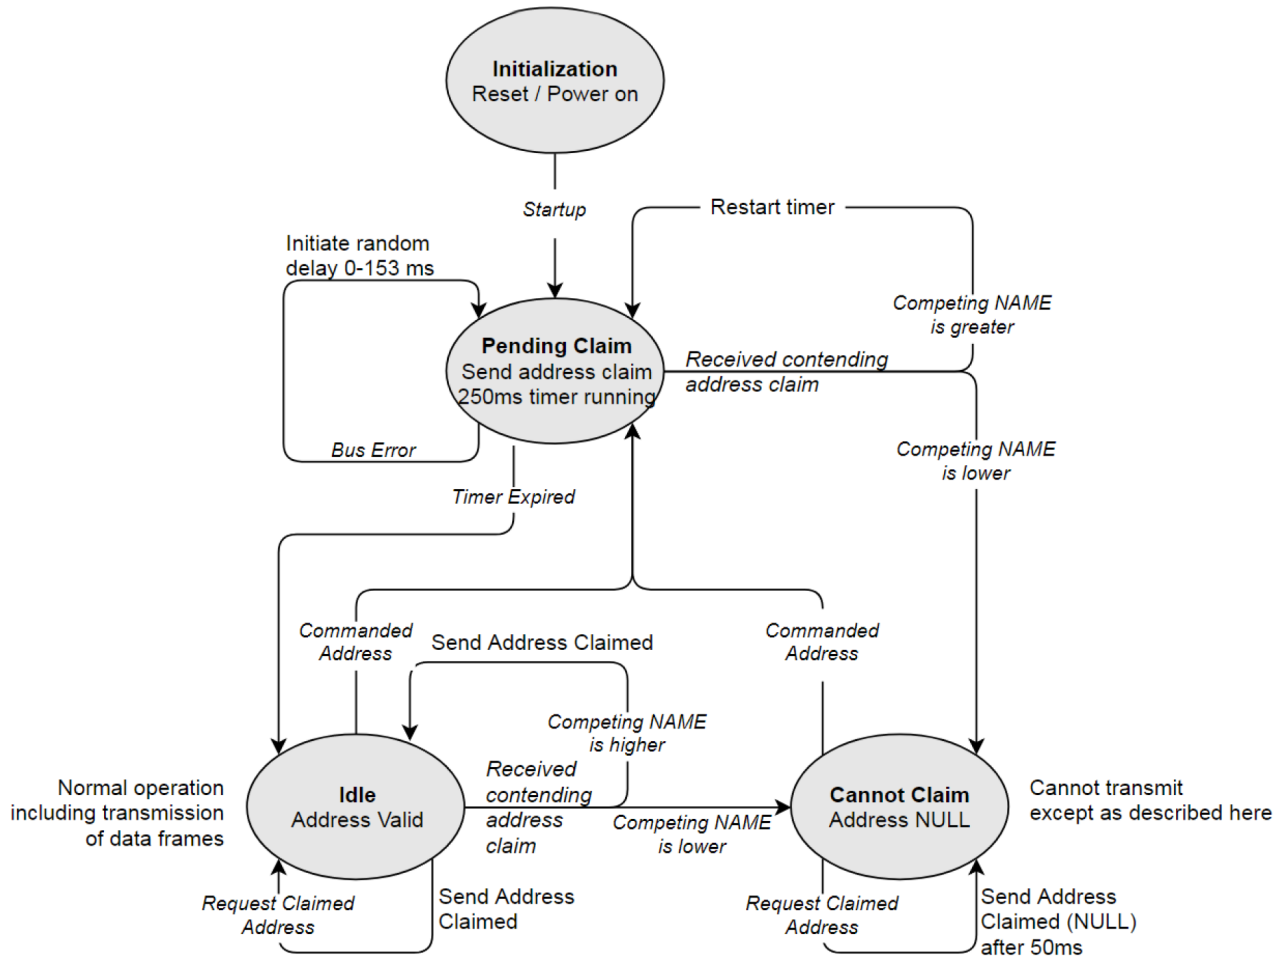 Initialization
Reset / Power on
Startup
Restart timer
Initiate random
delay 0-153 ms
Competing NAME
is greater
Pending Claim
Send address claim
250ms timer running
Received contending
address claim
Bus Error
Competing NAME
is lower
Timer Expired
Commanded
Address
Send Address Claimed
Commanded
Address
Competing NAME
is higher
Normal operation
including transmission
of data frames
Idle
Address Valid
Received
contending
address
claim
Competing NAME
is lower
Cannot Claim
Address NULL
Cannot transmit
except as described here
Request Claimed
Address
Send Address
Claimed
Request Claimed
Address
Send Address
Claimed (NULL)
after 50ms